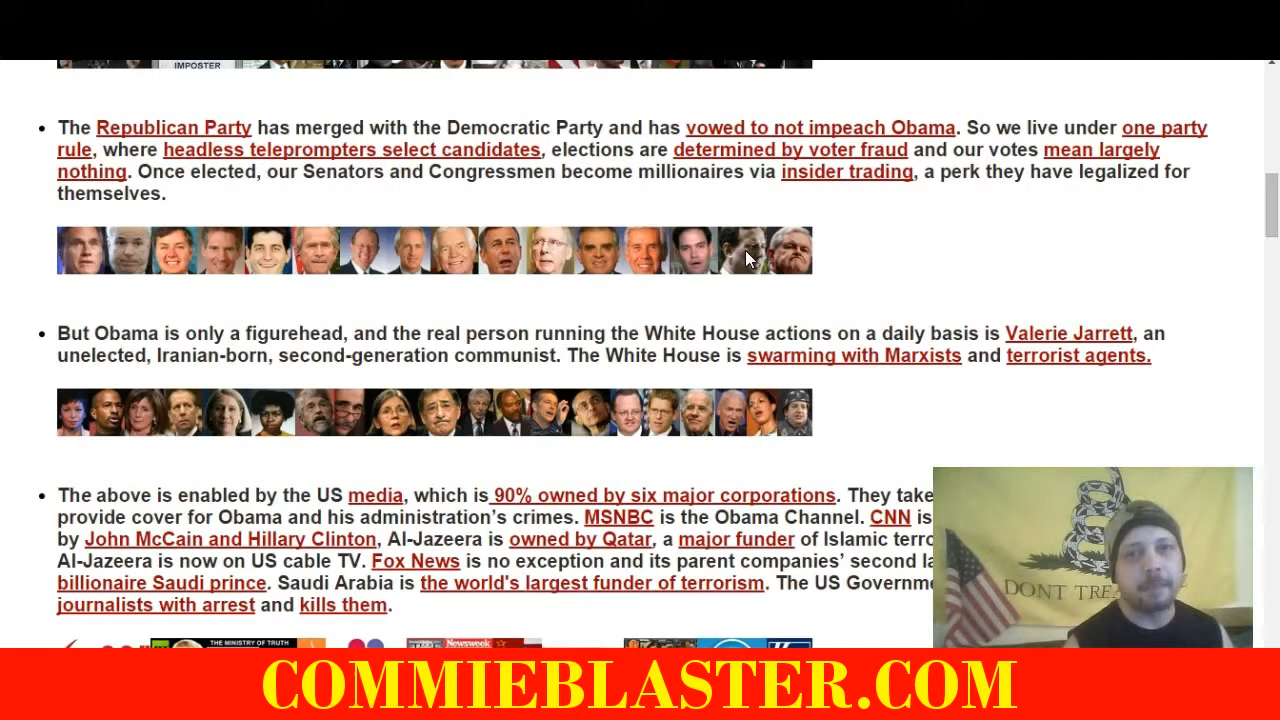 IMPOSTER
The Republican Party has merged with the Democratic Party and has vowed to not impeach Obama. So we live under one party
rule, where headless teleprompters select candidates, elections are determined by voter fraud and our votes mean largely
nothing. Once elected, our Senators and Congressmen become millionaires via insider trading, a perk they have legalized for
themselves.
But Obama is only a figurehead, and the real person running the White House actions on a daily basis is Valerie Jarrett, an
unelected, Iranian-born, second-generation communist. The White House is swarming with Marxists and terrorist agents.
The above is enabled by the US media, which is 90% owned by six major corporations. They take
provide cover for Obama and his administration’s crimes. MSNBC is the Obama Channel. CNN is
by John McCain and Hillary Clinton, Al-Jazeera is owned by Qatar, a major funder of Islamic terro
Al-Jazeera is now on US cable TV. Fox News is no exception and its parent companies’ second la
billionaire Saudi prince. Saudi Arabia is the world's largest funder of terrorism. The US Governme
journalists with arrest and kills them.
THE MINISTRY OF TRUTH
Newsweek
DONT TRE
COMMIEBLASTER.COM